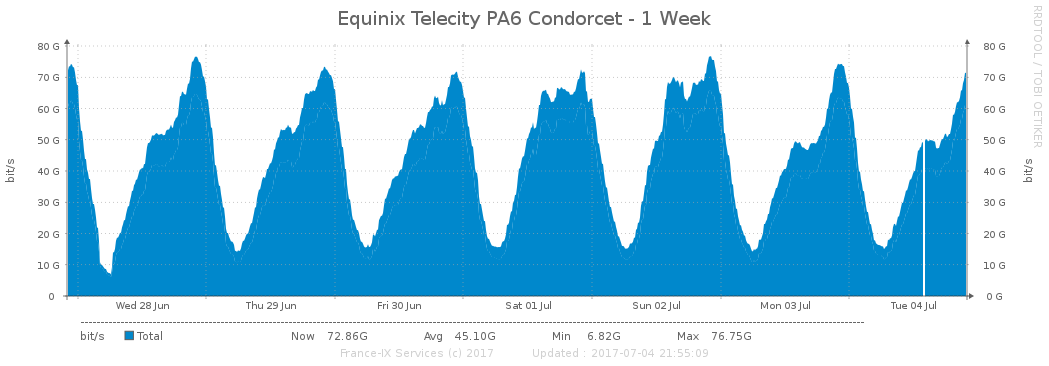 Equinix Telecity PA6 Condorcet - 1 Week
RRDTOOL / TOBI OETIKER
80 G 80 G
70 G 70 G
60 G 60 G
50 G 50 G
40 G 40 G
30 G 30 G
20 G 20 G
10 G 10 G
0 0 G
bit/s
bit/s
Wed 28 Jun Thu 29 Jun Fri 30 Jun Sat 01 Jul Sun 02 Jul Mon 03 Jul Tue 04 Jul
bit/s Total Now 72.86G Avg 45.10G Min 6.82G Max 76.75G
France-IX Services (c) 2017 Updated : 2017-07-04 21:55:09